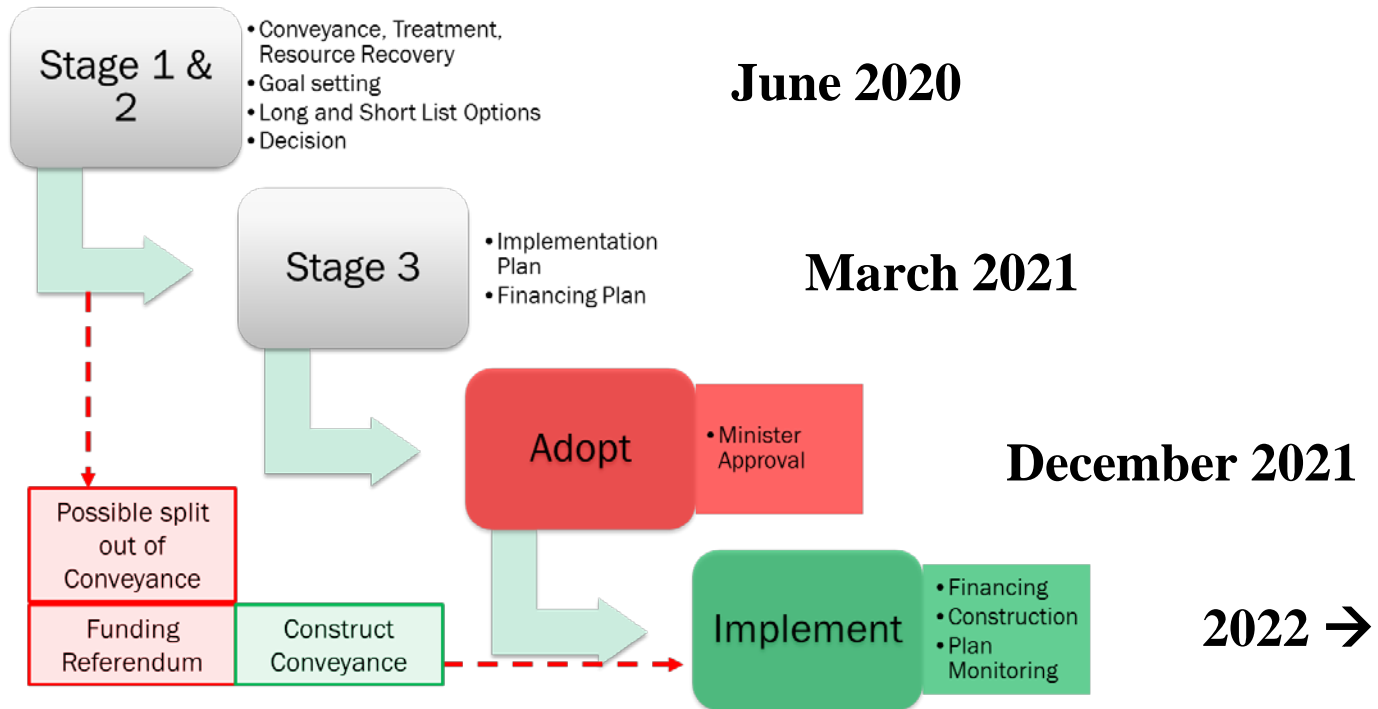 Stage 1 &
2
• Conveyance, Treatment,
Resource Recovery
• Goal setting
• Long and Short List Options
• Decision
June 2020
Stage 3
• Implementation
Plan
• Financing Plan
March 2021
Adopt
• Minister
Approval
December 2021
Possible split
out of
Conveyance
Funding
Referendum
Construct
Conveyance
Implement
• Financing
• Construction
• Plan
Monitoring
2022 →